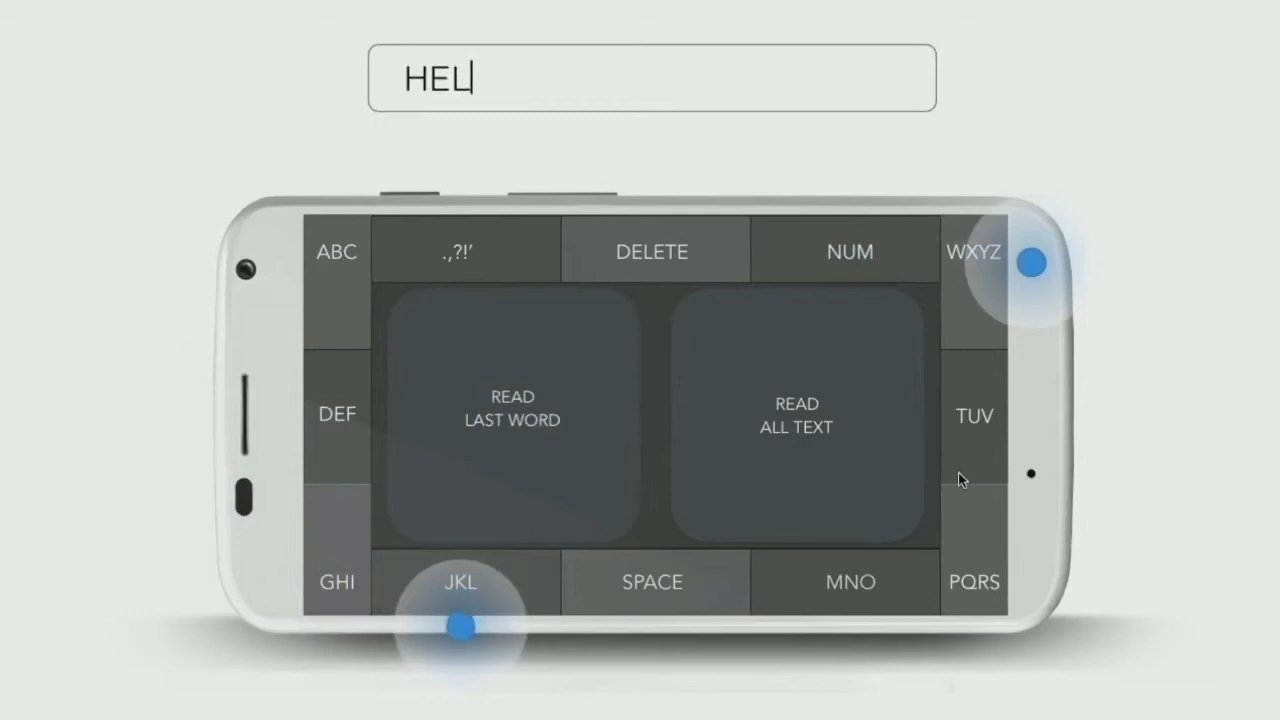 HEL
ABC
.,?!’
DELETE
NUM
WXYZ
READ
LAST WORD
READ
ALL TEXT
DEF
TUV
GHI
JKL
SPACE
MNO
PQRS